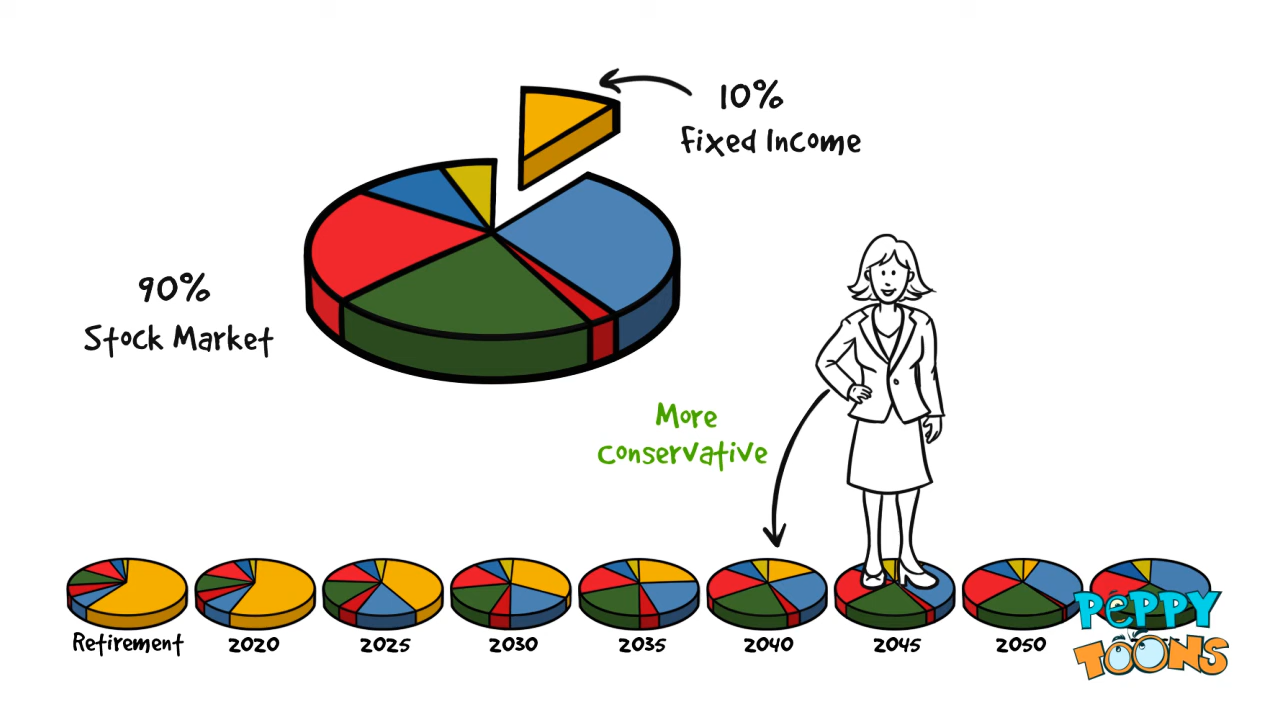 10%
Fixed Income
90%
Stock Market
More
conservative
Retirement
2020
2025
2030
2035
2040
2045
2050
PEPPY
TOONS